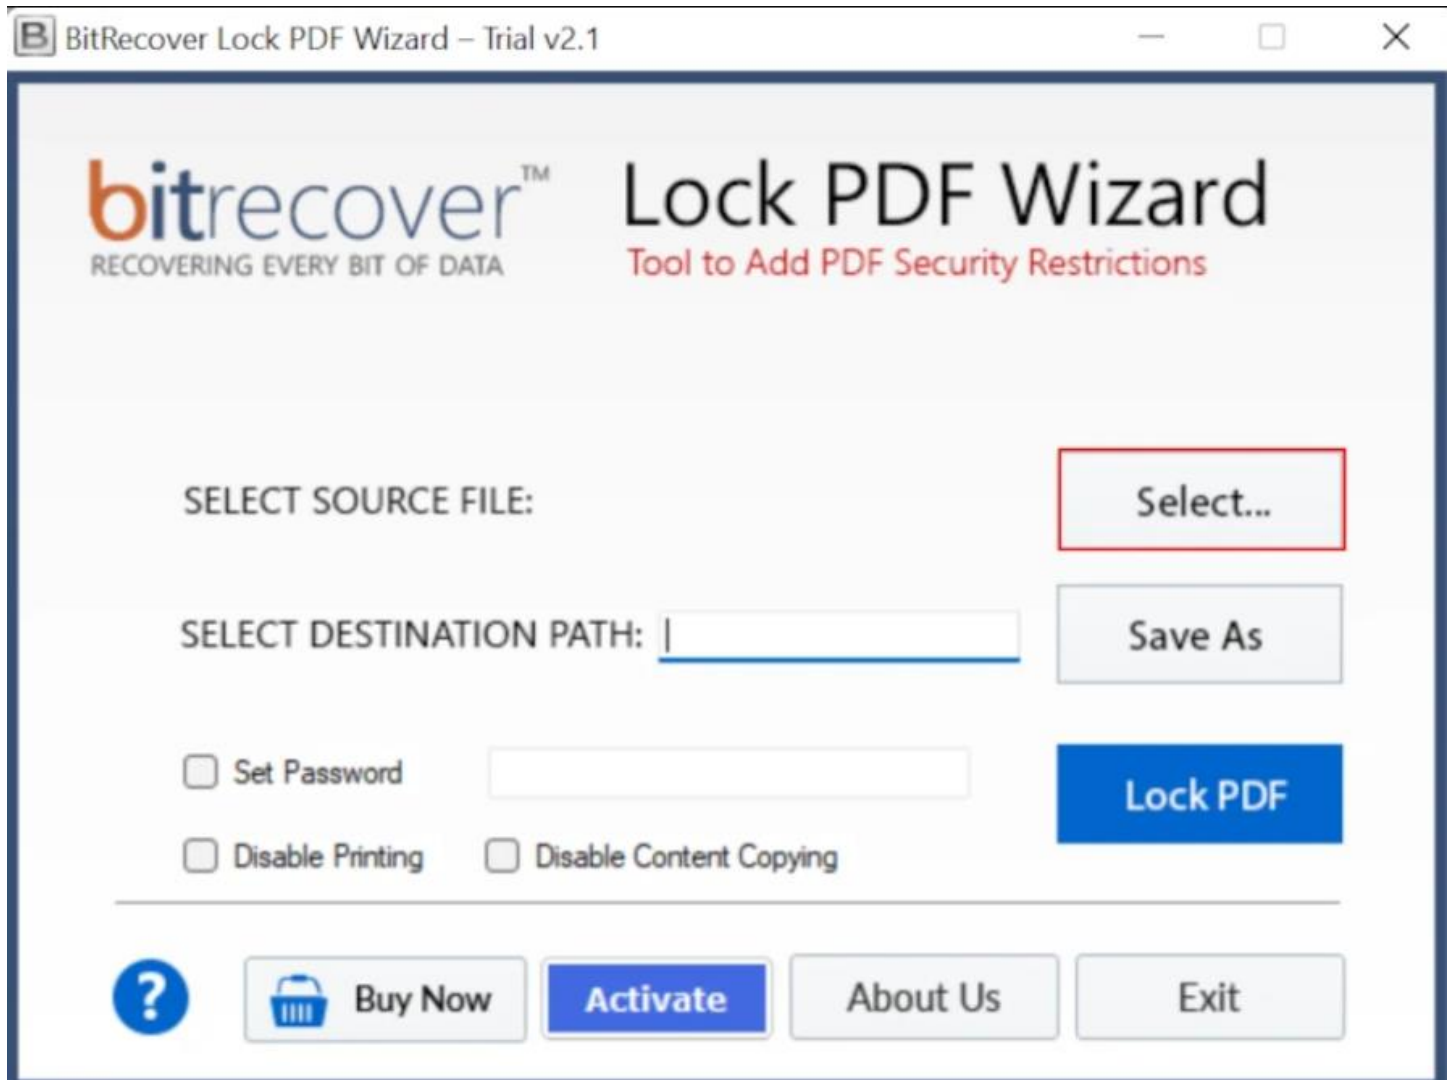 B BitRecover Lock PDF Wizard – Trial v2.1
bitrecover™
RECOVERING EVERY BIT OF DATA
Lock PDF Wizard
Tool to Add PDF Security Restrictions
SELECT SOURCE FILE:
Select...
SELECT DESTINATION PATH:
Save As
Set Password
Lock PDF
Disable Printing
Disable Content Copying
?
Buy Now
Activate
About Us
Exit